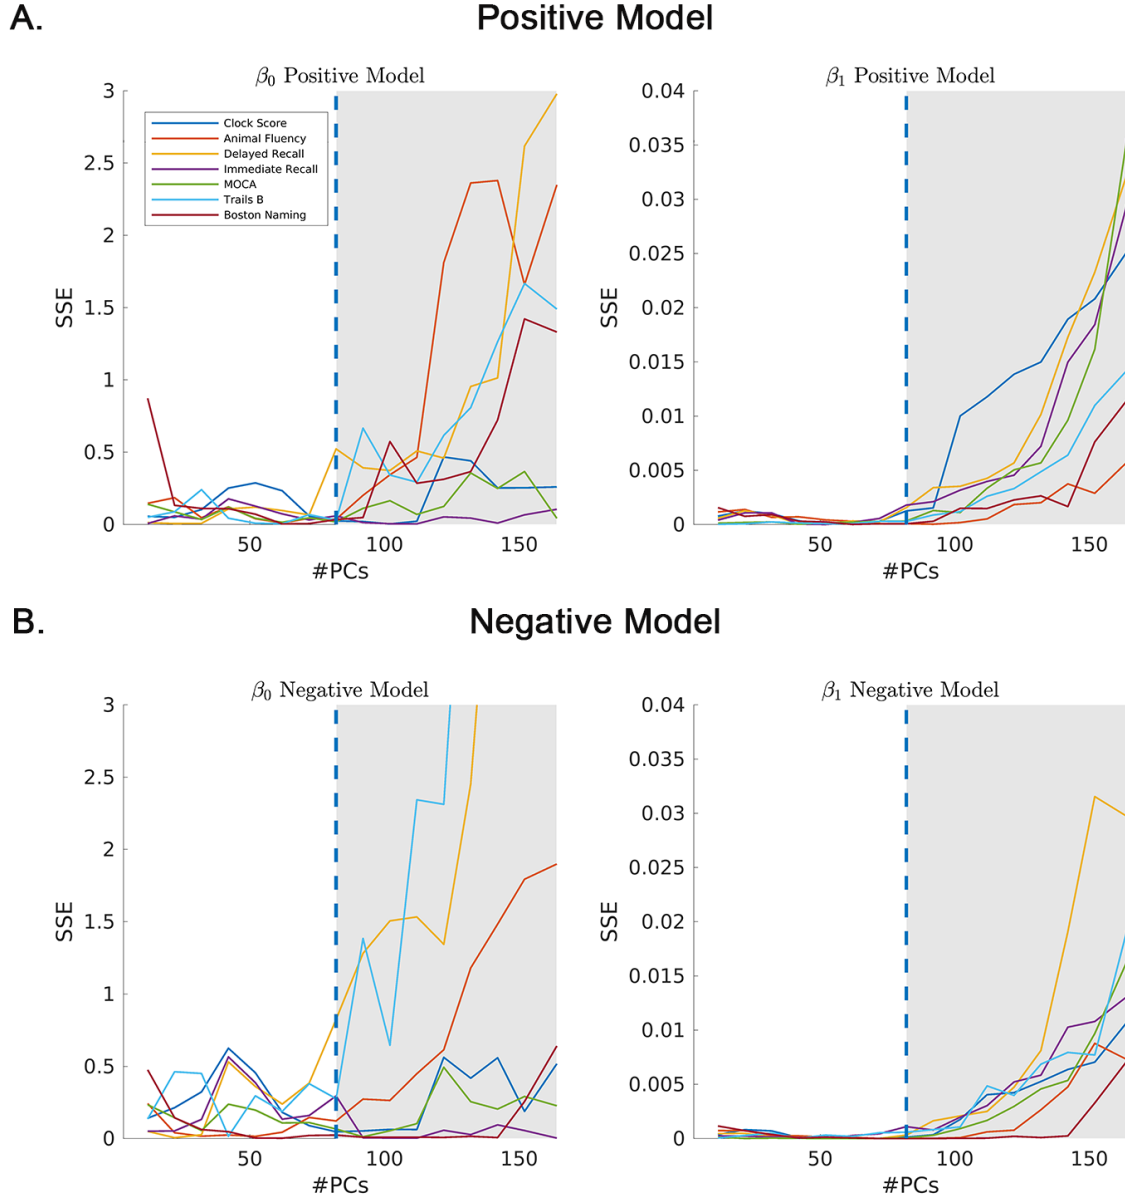 A.
Positive Model
β0 Positive Model
3
2.5
2
1.5
1
0.5
0
SSE
Clock Score
Animal Fluency
Delayed Recall
Immediate Recall
MOCA
Trails B
Boston Naming
50
100
150
#PCs
β1 Positive Model
0.04
0.035
0.03
0.025
0.02
0.015
0.01
0.005
0
SSE
50
100
150
#PCs
B.
Negative Model
β0 Negative Model
3
2.5
2
1.5
1
0.5
0
SSE
50
100
150
#PCs
β1 Negative Model
0.04
0.035
0.03
0.025
0.02
0.015
0.01
0.005
0
SSE
50
100
150
#PCs